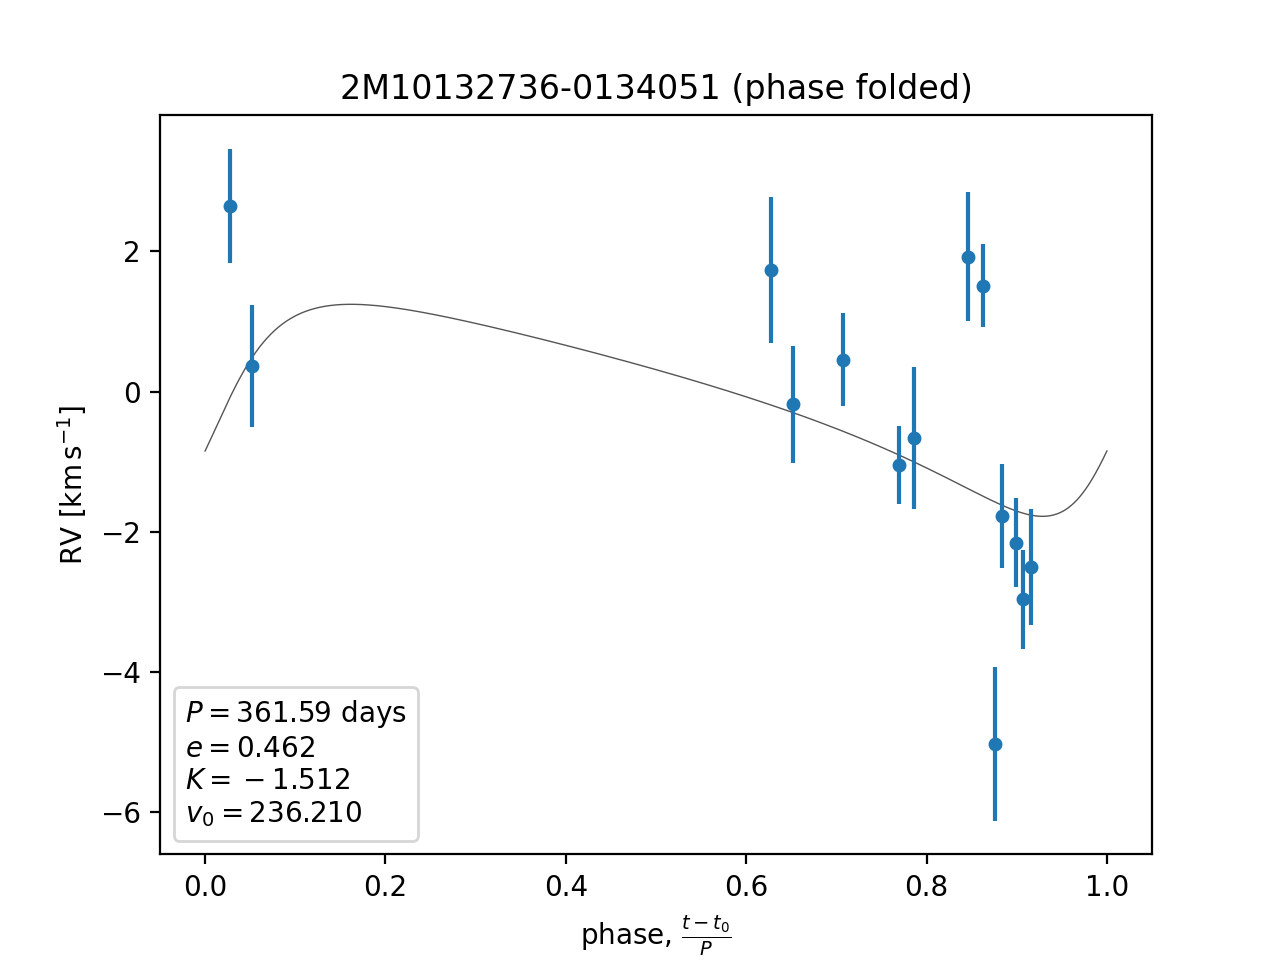 2M10132736-0134051 (phase folded)
RV [km s⁻¹]
2
0
−2
−4
−6
P = 361.59 days
e = 0.462
K = −1.512
v₀ = 236.210
0.0 0.2 0.4 0.6 0.8 1.0
phase, (t − t₀)/P